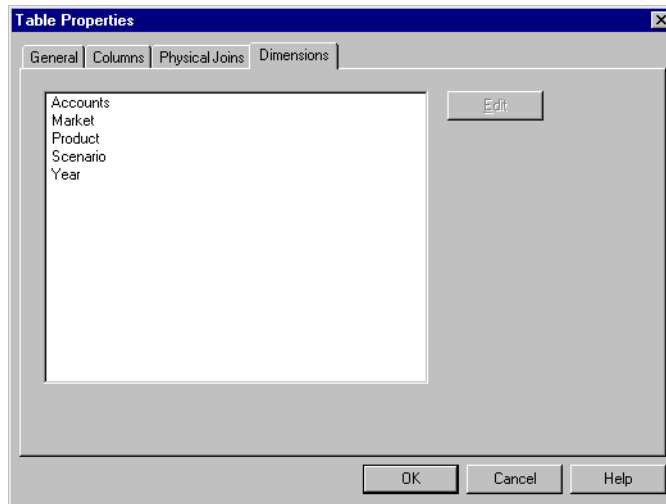 Table Properties
General Columns Physical Joins Dimensions
Accounts
Market
Product
Scenario
Year
Edit
OK Cancel Help